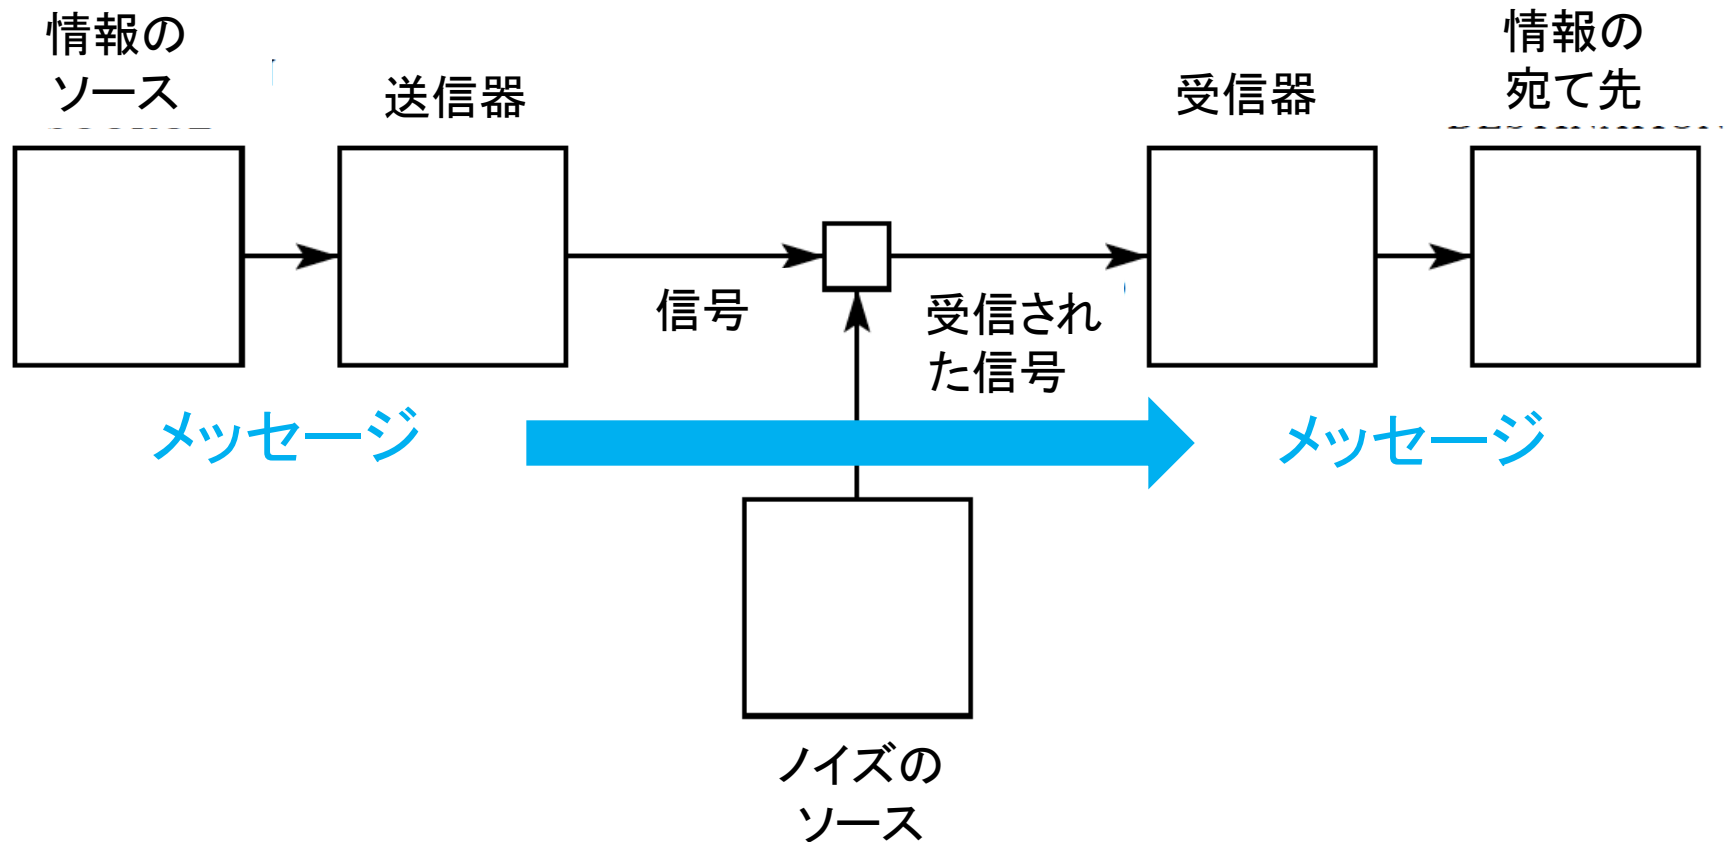 情報の
ソース
送信器
受信器
情報の
宛て先
信号
受信され
た信号
メッセージ
メッセージ
ノイズの
ソース